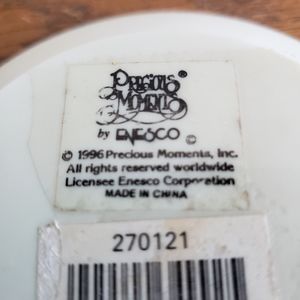 PRECIOUS ®
MOMENTS
by ENESCO ©
© 1996 Precious Moments, Inc.
All rights reserved worldwide
Licensee Enesco Corporation
MADE IN CHINA
270121